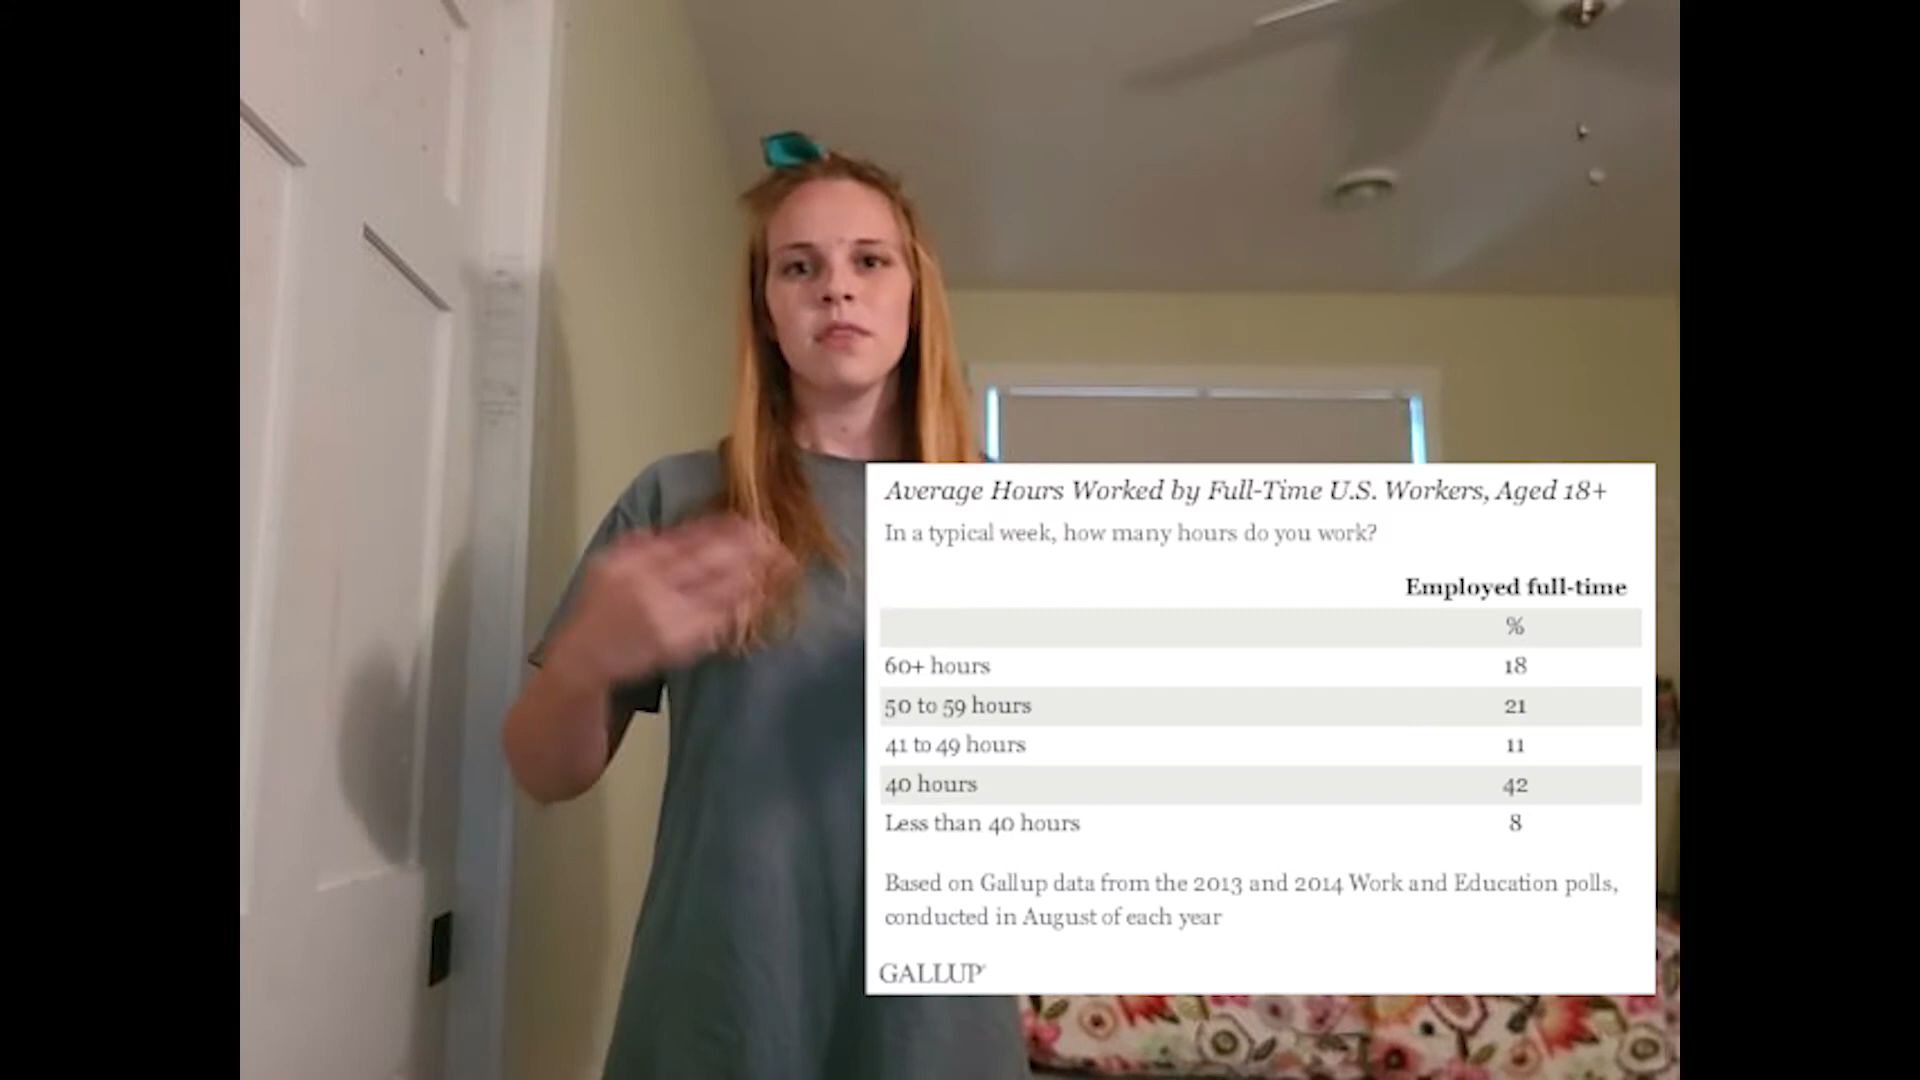 Average Hours Worked by Full-Time U.S. Workers, Aged 18+
In a typical week, how many hours do you work?
Employed full-time
%
60+ hours 18
50 to 59 hours 21
41 to 49 hours 11
40 hours 42
Less than 40 hours 8
Based on Gallup data from the 2013 and 2014 Work and Education polls,
conducted in August of each year
GALLUP